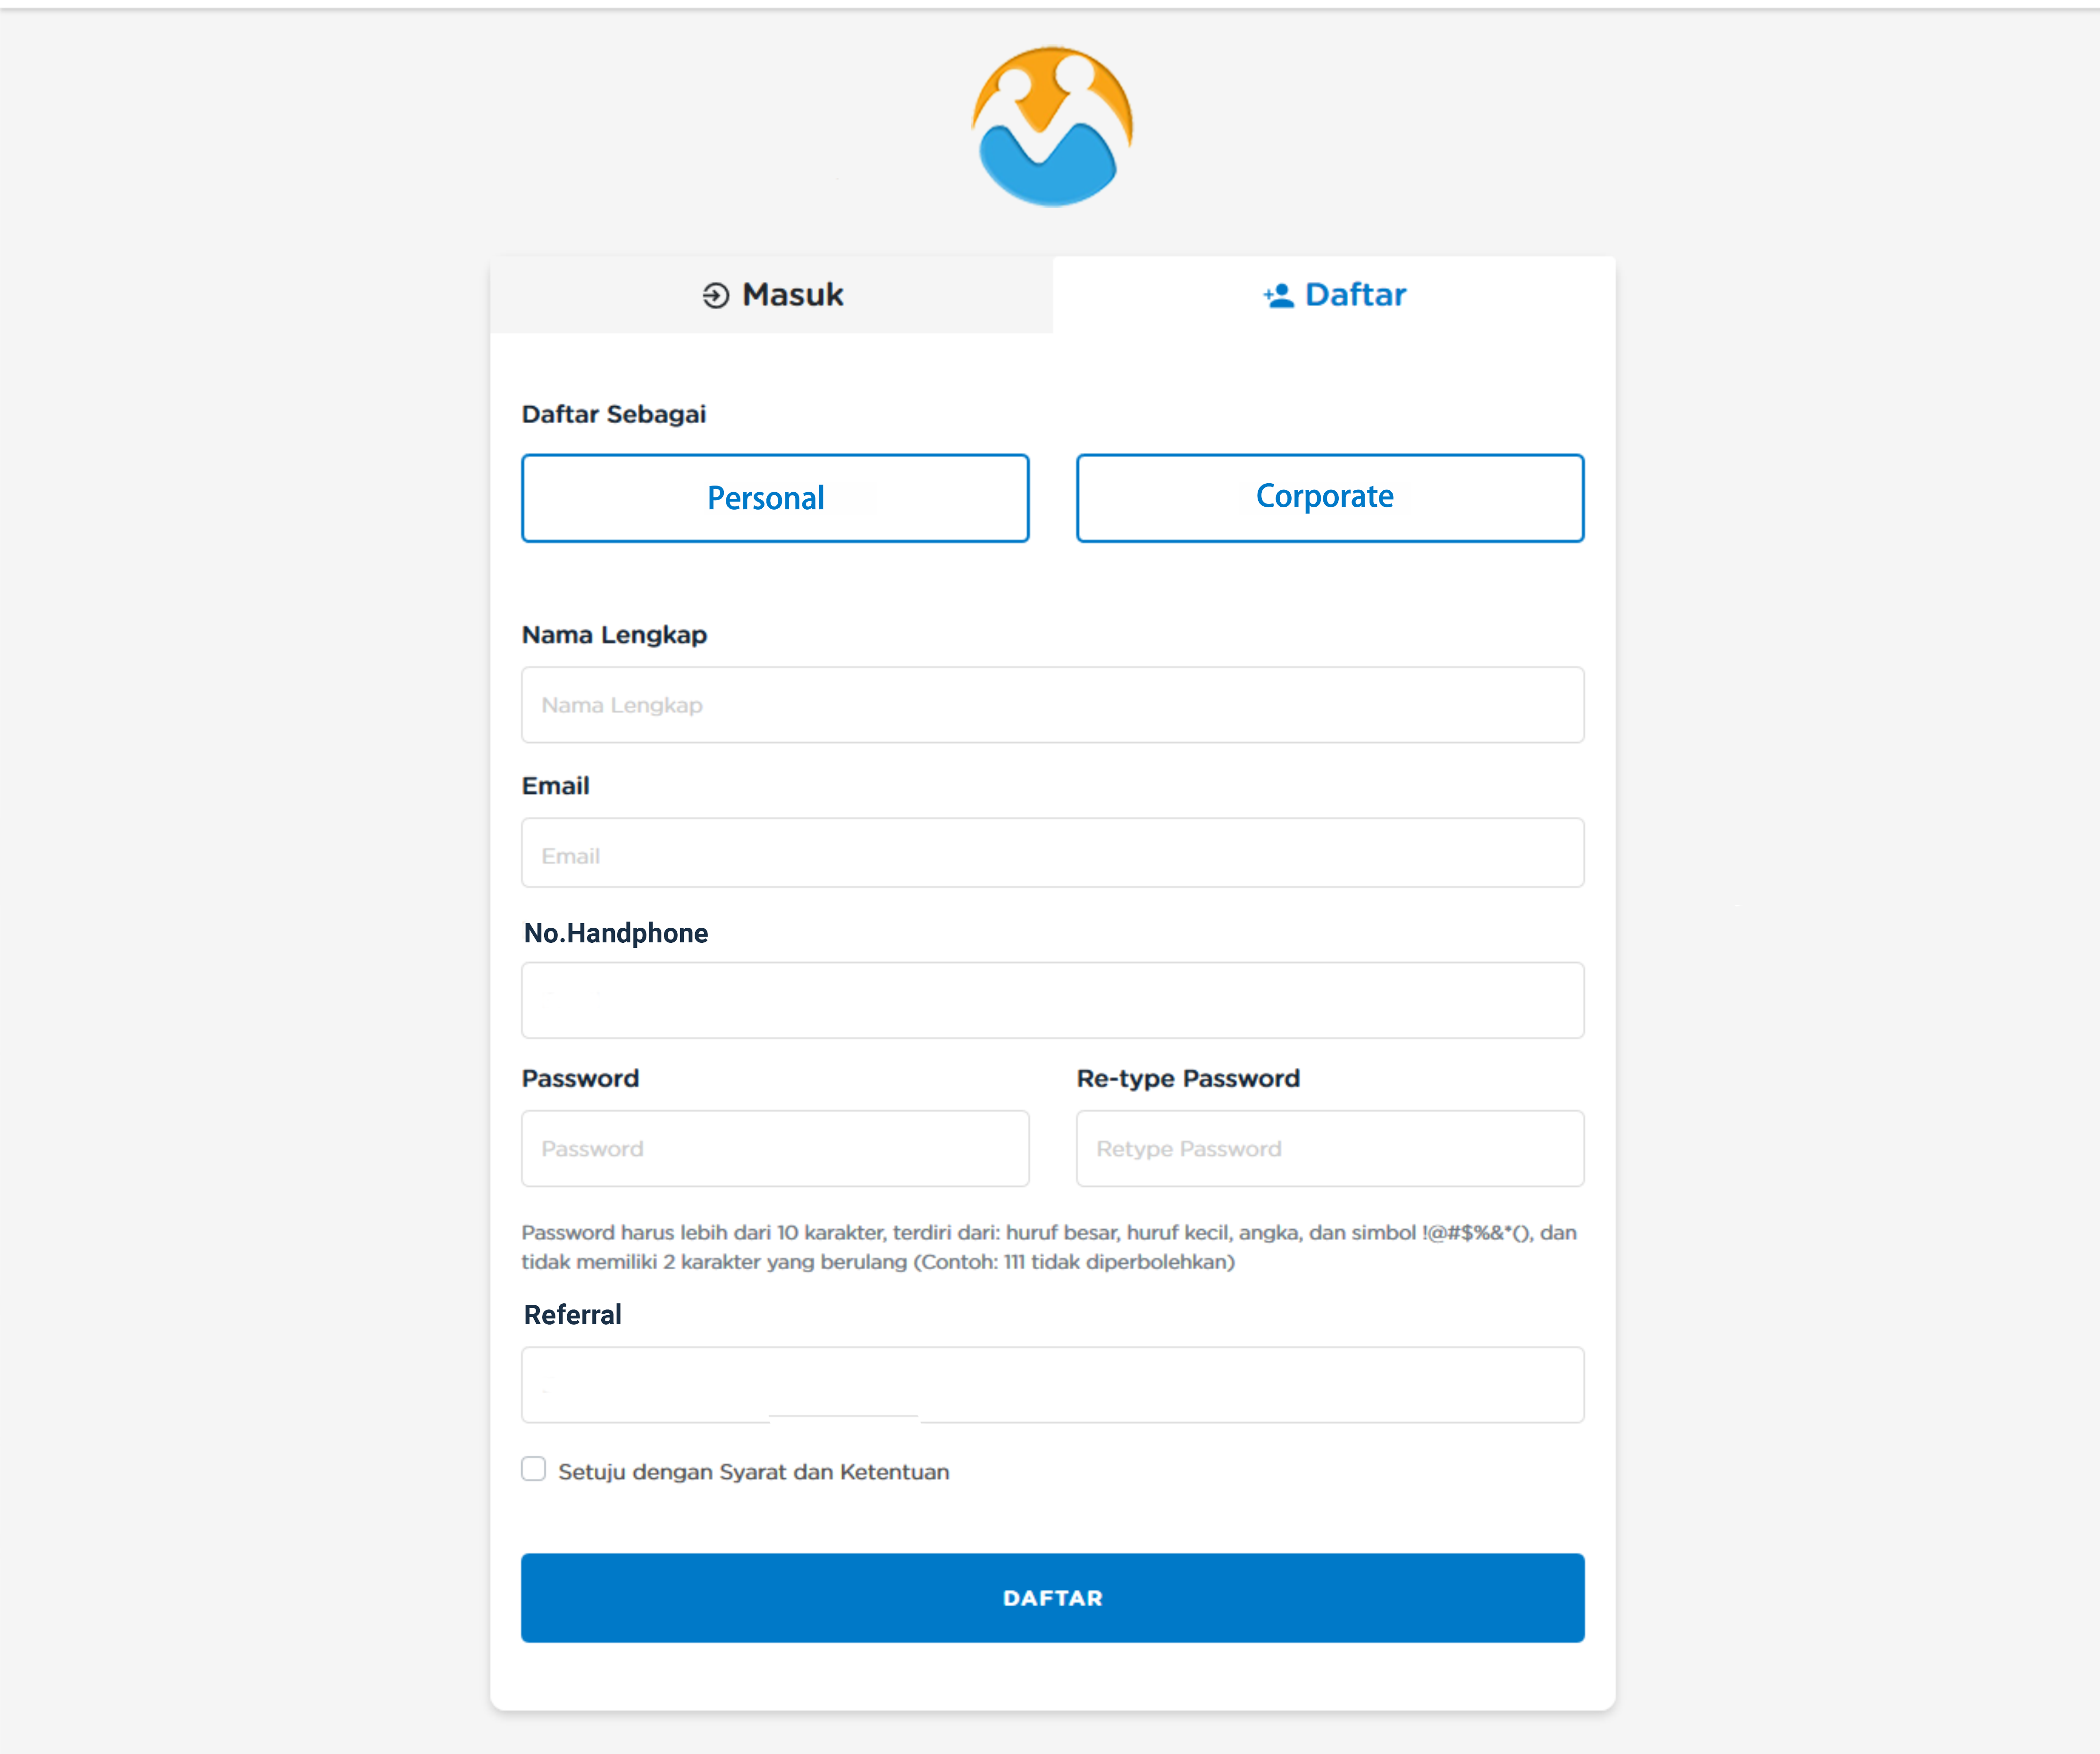 Masuk
Daftar
Daftar Sebagai
Personal
Corporate
Nama Lengkap
Nama Lengkap
Email
Email
No.Handphone
Password
Re-type Password
Password
Retype Password
Password harus lebih dari 10 karakter, terdiri dari: huruf besar, huruf kecil, angka, dan simbol !@#$%&*(), dan
tidak memiliki 2 karakter yang berulang (Contoh: 111 tidak diperbolehkan)
Referral
Setuju dengan Syarat dan Ketentuan
DAFTAR